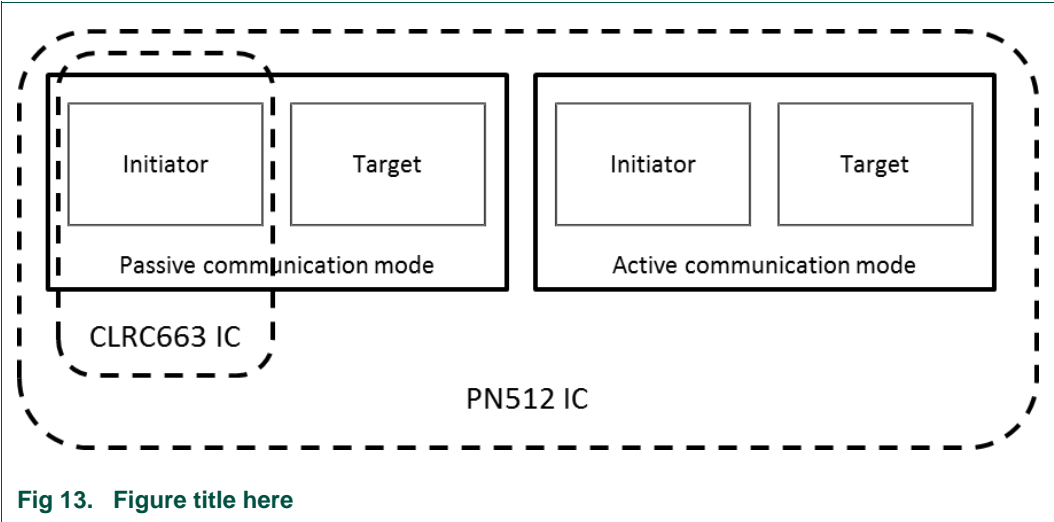 Initiator
Target
Initiator
Target
Passive communication mode
Active communication mode
CLRC663 IC
PN512 IC
Fig 13. Figure title here